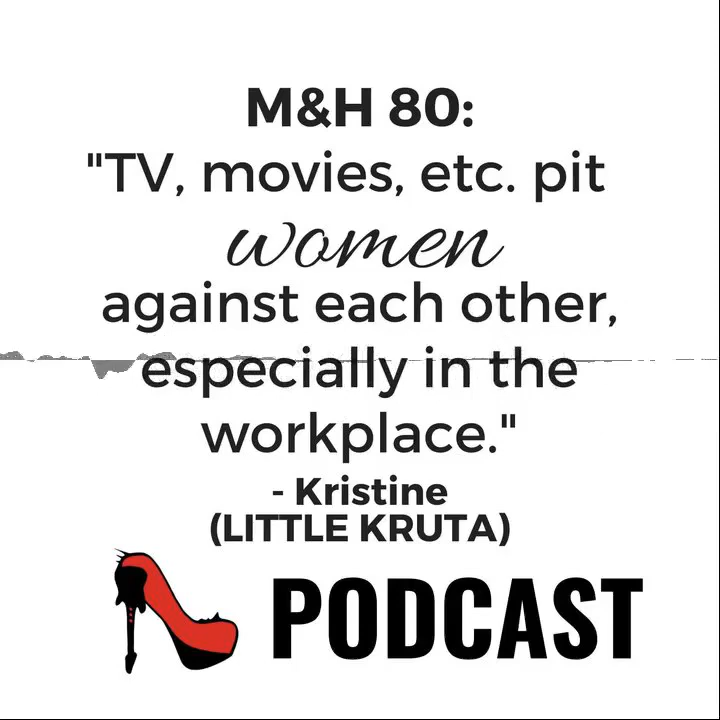 M&H 80:
"TV, movies, etc. pit
women
against each other,
especially in the
workplace."
- Kristine
(LITTLE KRUTA)
PODCAST